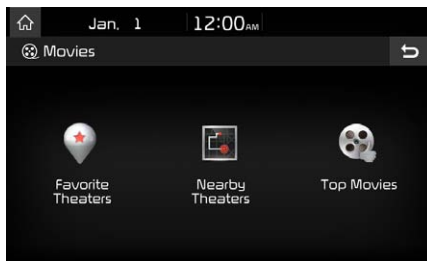 Jan. 1 12:00AM
Movies
Favorite
Theaters
Nearby
Theaters
Top Movies